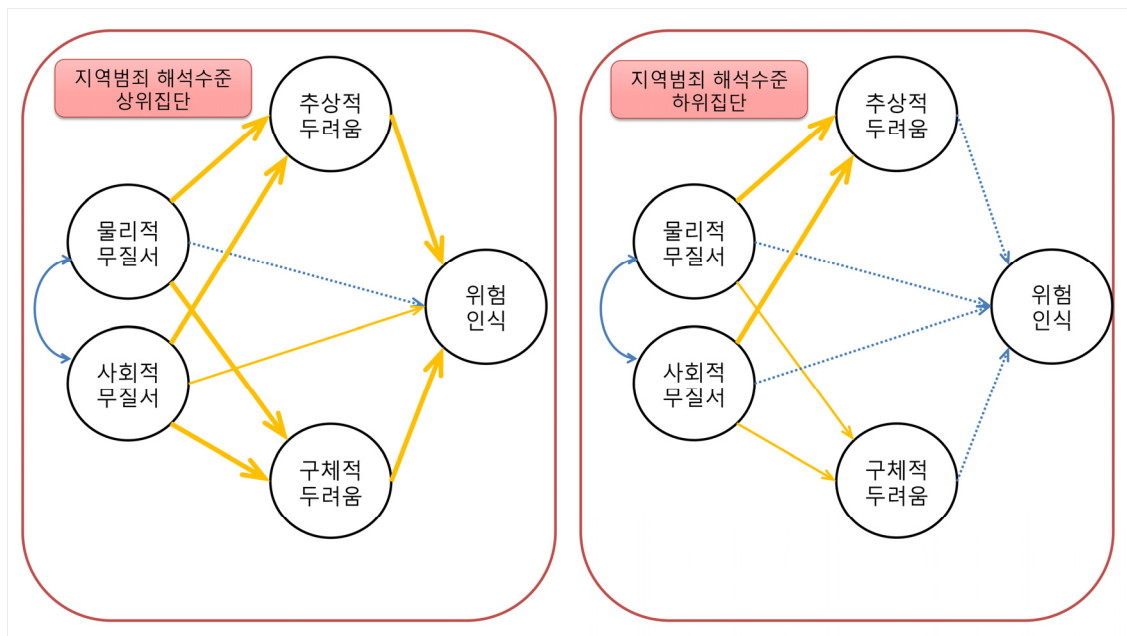 지역범죄 해석수준
상위집단
추상적
두려움
물리적
무질서
위험
인식
사회적
무질서
구체적
두려움
지역범죄 해석수준
하위집단
추상적
두려움
물리적
무질서
위험
인식
사회적
무질서
구체적
두려움